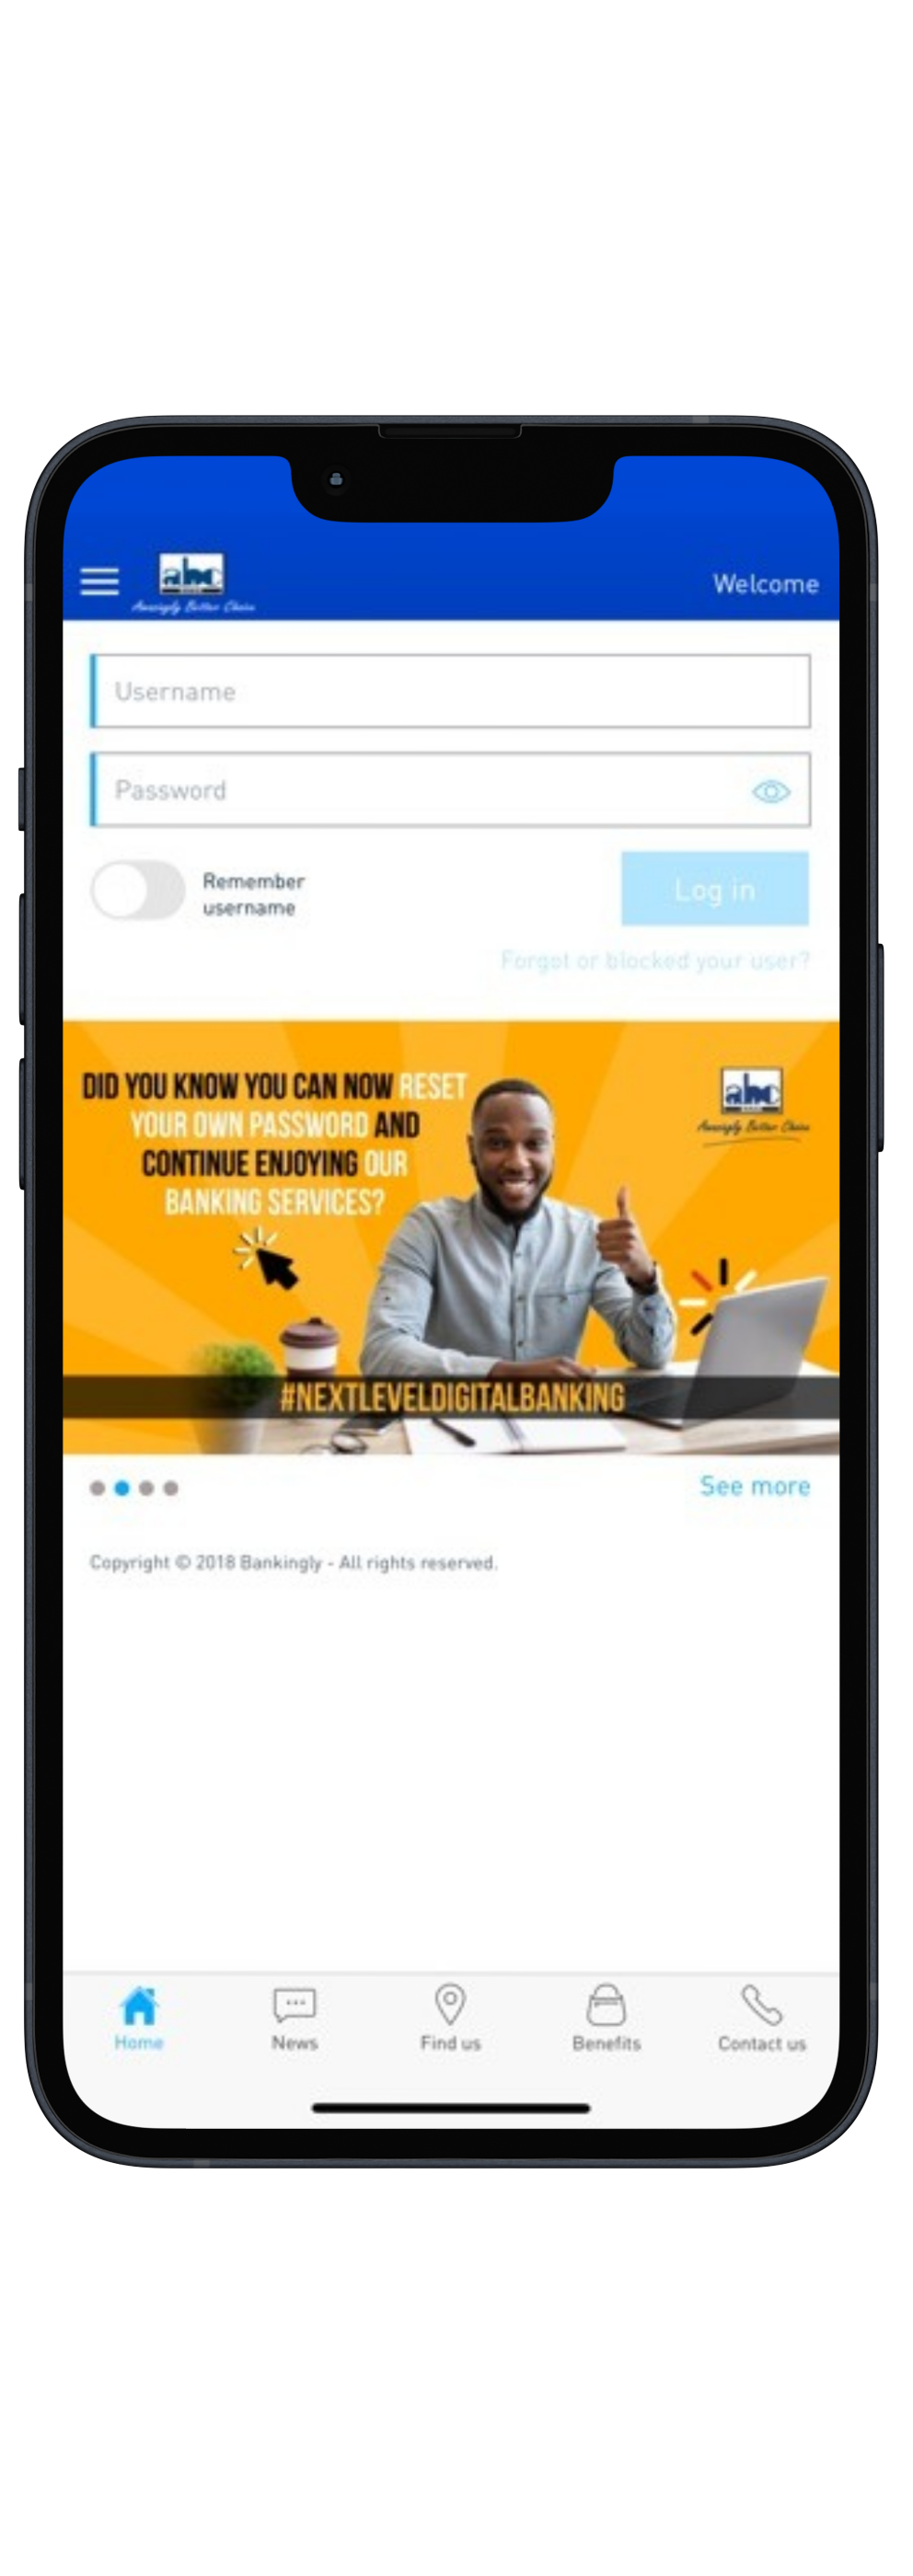 abc
Amazingly Better Choice
Welcome
Username
Password
Remember
username
Log in
Forgot or blocked your user?
DID YOU KNOW YOU CAN NOW RESET
YOUR OWN PASSWORD AND
CONTINUE ENJOYING OUR
BANKING SERVICES?
abc
Amazingly Better Choice
#NEXTLEVELDIGITALBANKING
See more
Copyright © 2018 Bankingly - All rights reserved.
Home
News
Find us
Benefits
Contact us